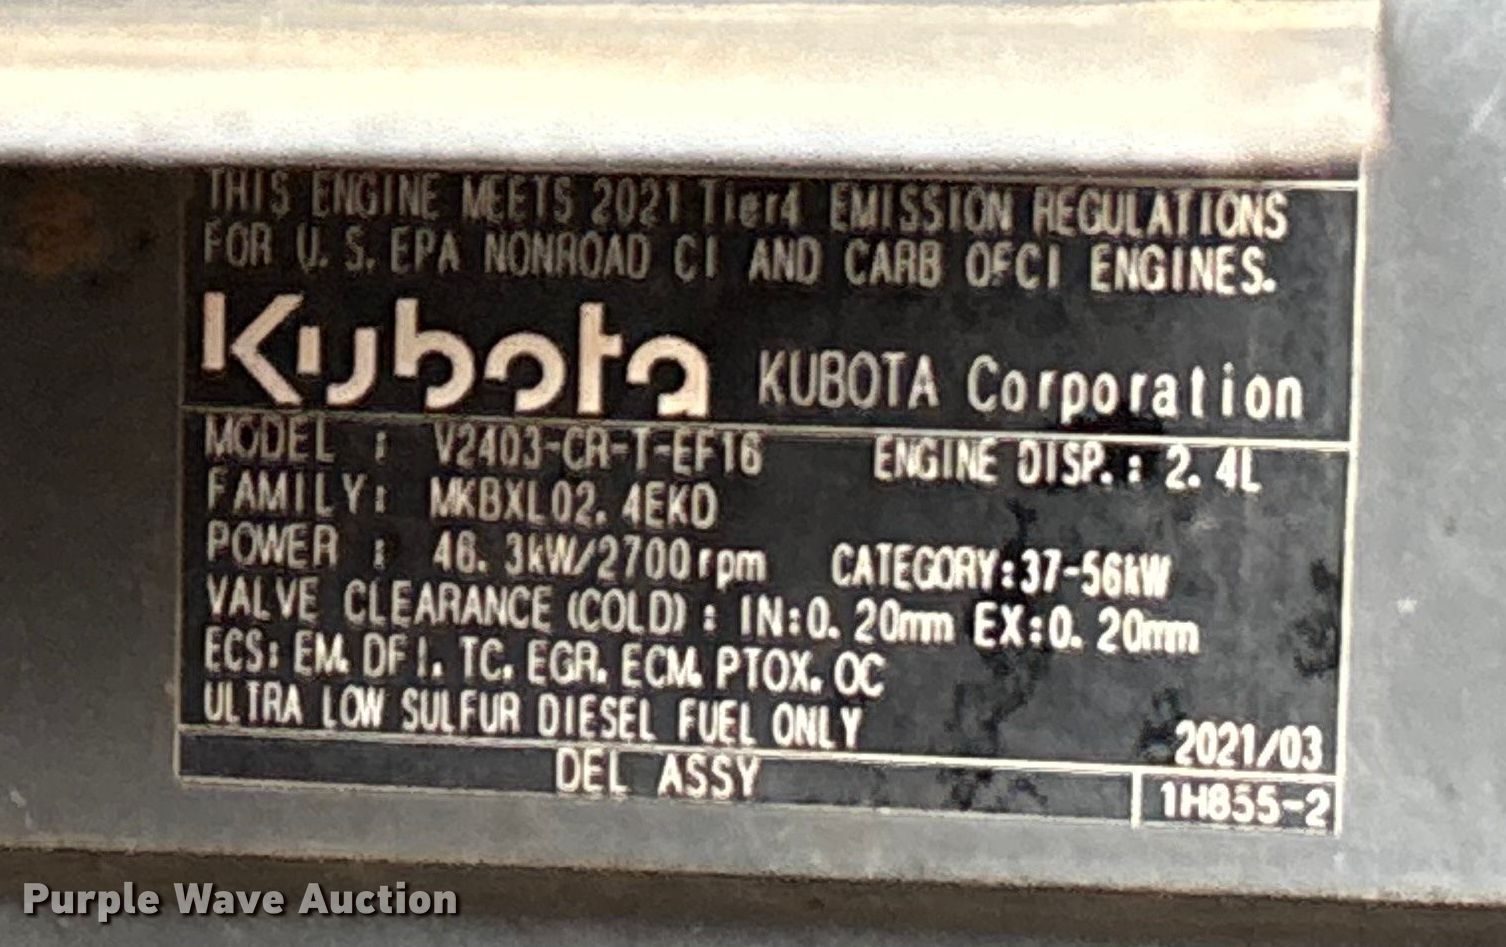 THIS ENGINE MEETS 2021 Tier4 EMISSION REGULATIONS
FOR U. S. EPA NONROAD CI AND CARB OFCI ENGINES.
Kubota KUBOTA Corporation
MODEL : V2403-CR-T-EF16 ENGINE DISP. : 2. 4L
FAMILY: MKBXL02. 4EKD
POWER : 46. 3kW/2700rpm CATEGORY:37-56kW
VALVE CLEARANCE (COLD) : IN:0. 20mm EX:0. 20mm
ECS: EM. DFI. TC. EGR. ECM. PTOX. OC
ULTRA LOW SULFUR DIESEL FUEL ONLY 2021/03
DEL ASSY 1H855-2
Purple Wave Auction